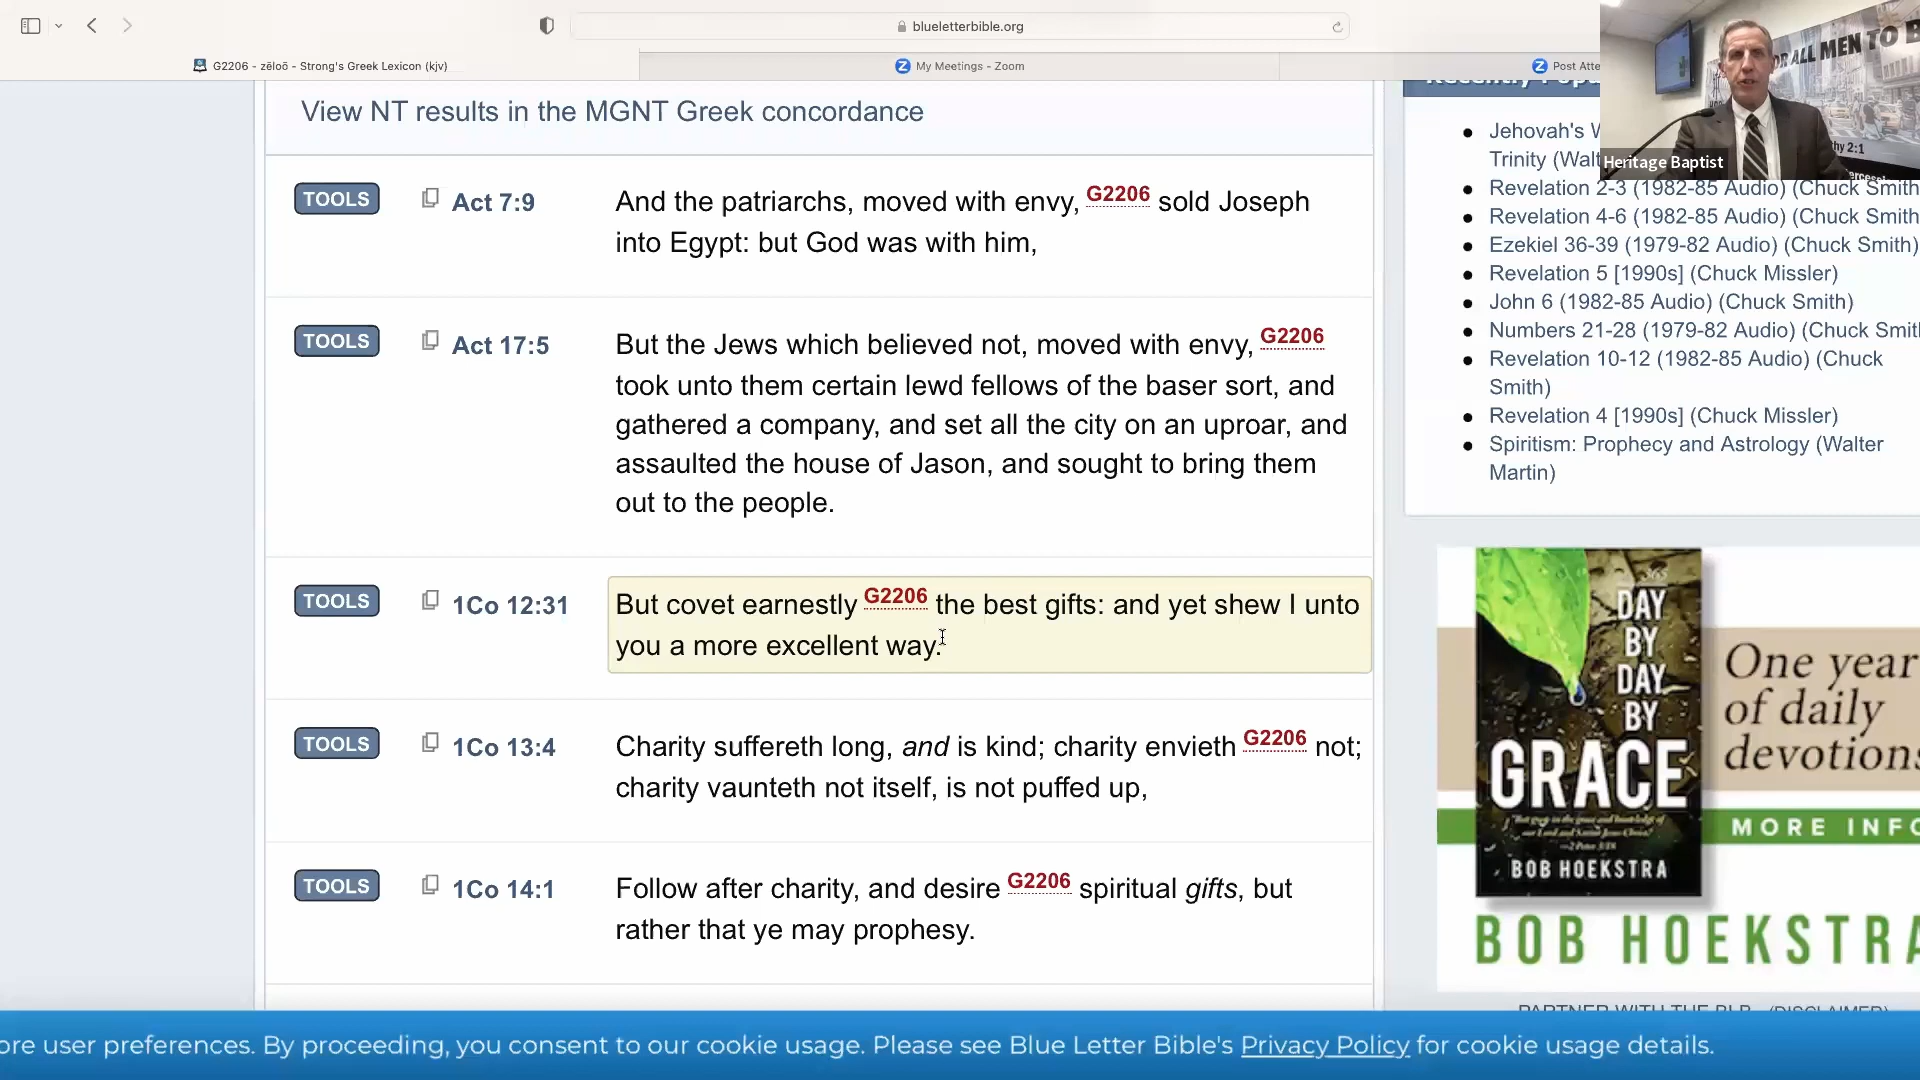 blueletterbible.org
G2206 - zēloō - Strong's Greek Lexicon (kjv)
My Meetings - Zoom
Post Atte
OR ALL MEN TO B
thy 2:1
Heritage Baptist
View NT results in the MGNT Greek concordance
TOOLS Act 7:9 And the patriarchs, moved with envy, G2206 sold Joseph
into Egypt: but God was with him,
TOOLS Act 17:5 But the Jews which believed not, moved with envy, G2206
took unto them certain lewd fellows of the baser sort, and
gathered a company, and set all the city on an uproar, and
assaulted the house of Jason, and sought to bring them
out to the people.
TOOLS 1Co 12:31 But covet earnestly G2206 the best gifts: and yet shew I unto
you a more excellent way.
TOOLS 1Co 13:4 Charity suffereth long, and is kind; charity envieth G2206 not;
charity vaunteth not itself, is not puffed up,
TOOLS 1Co 14:1 Follow after charity, and desire G2206 spiritual gifts, but
rather that ye may prophesy.
Jehovah's W
Trinity (Walt
Revelation 2-3 (1982-85 Audio) (Chuck Smith)
Revelation 4-6 (1982-85 Audio) (Chuck Smith)
Ezekiel 36-39 (1979-82 Audio) (Chuck Smith)
Revelation 5 [1990s] (Chuck Missler)
John 6 (1982-85 Audio) (Chuck Smith)
Numbers 21-28 (1979-82 Audio) (Chuck Smit
Revelation 10-12 (1982-85 Audio) (Chuck
Smith)
Revelation 4 [1990s] (Chuck Missler)
Spiritism: Prophecy and Astrology (Walter
Martin)
DAY
BY
DAY
BY
GRACE
BOB HOEKSTRA
One year
of daily
devotions
MORE INFO
BOB HOEKSTRA
PARTNER WITH THE BLB (DISCLAIMER)
ore user preferences. By proceeding, you consent to our cookie usage. Please see Blue Letter Bible's Privacy Policy for cookie usage details.